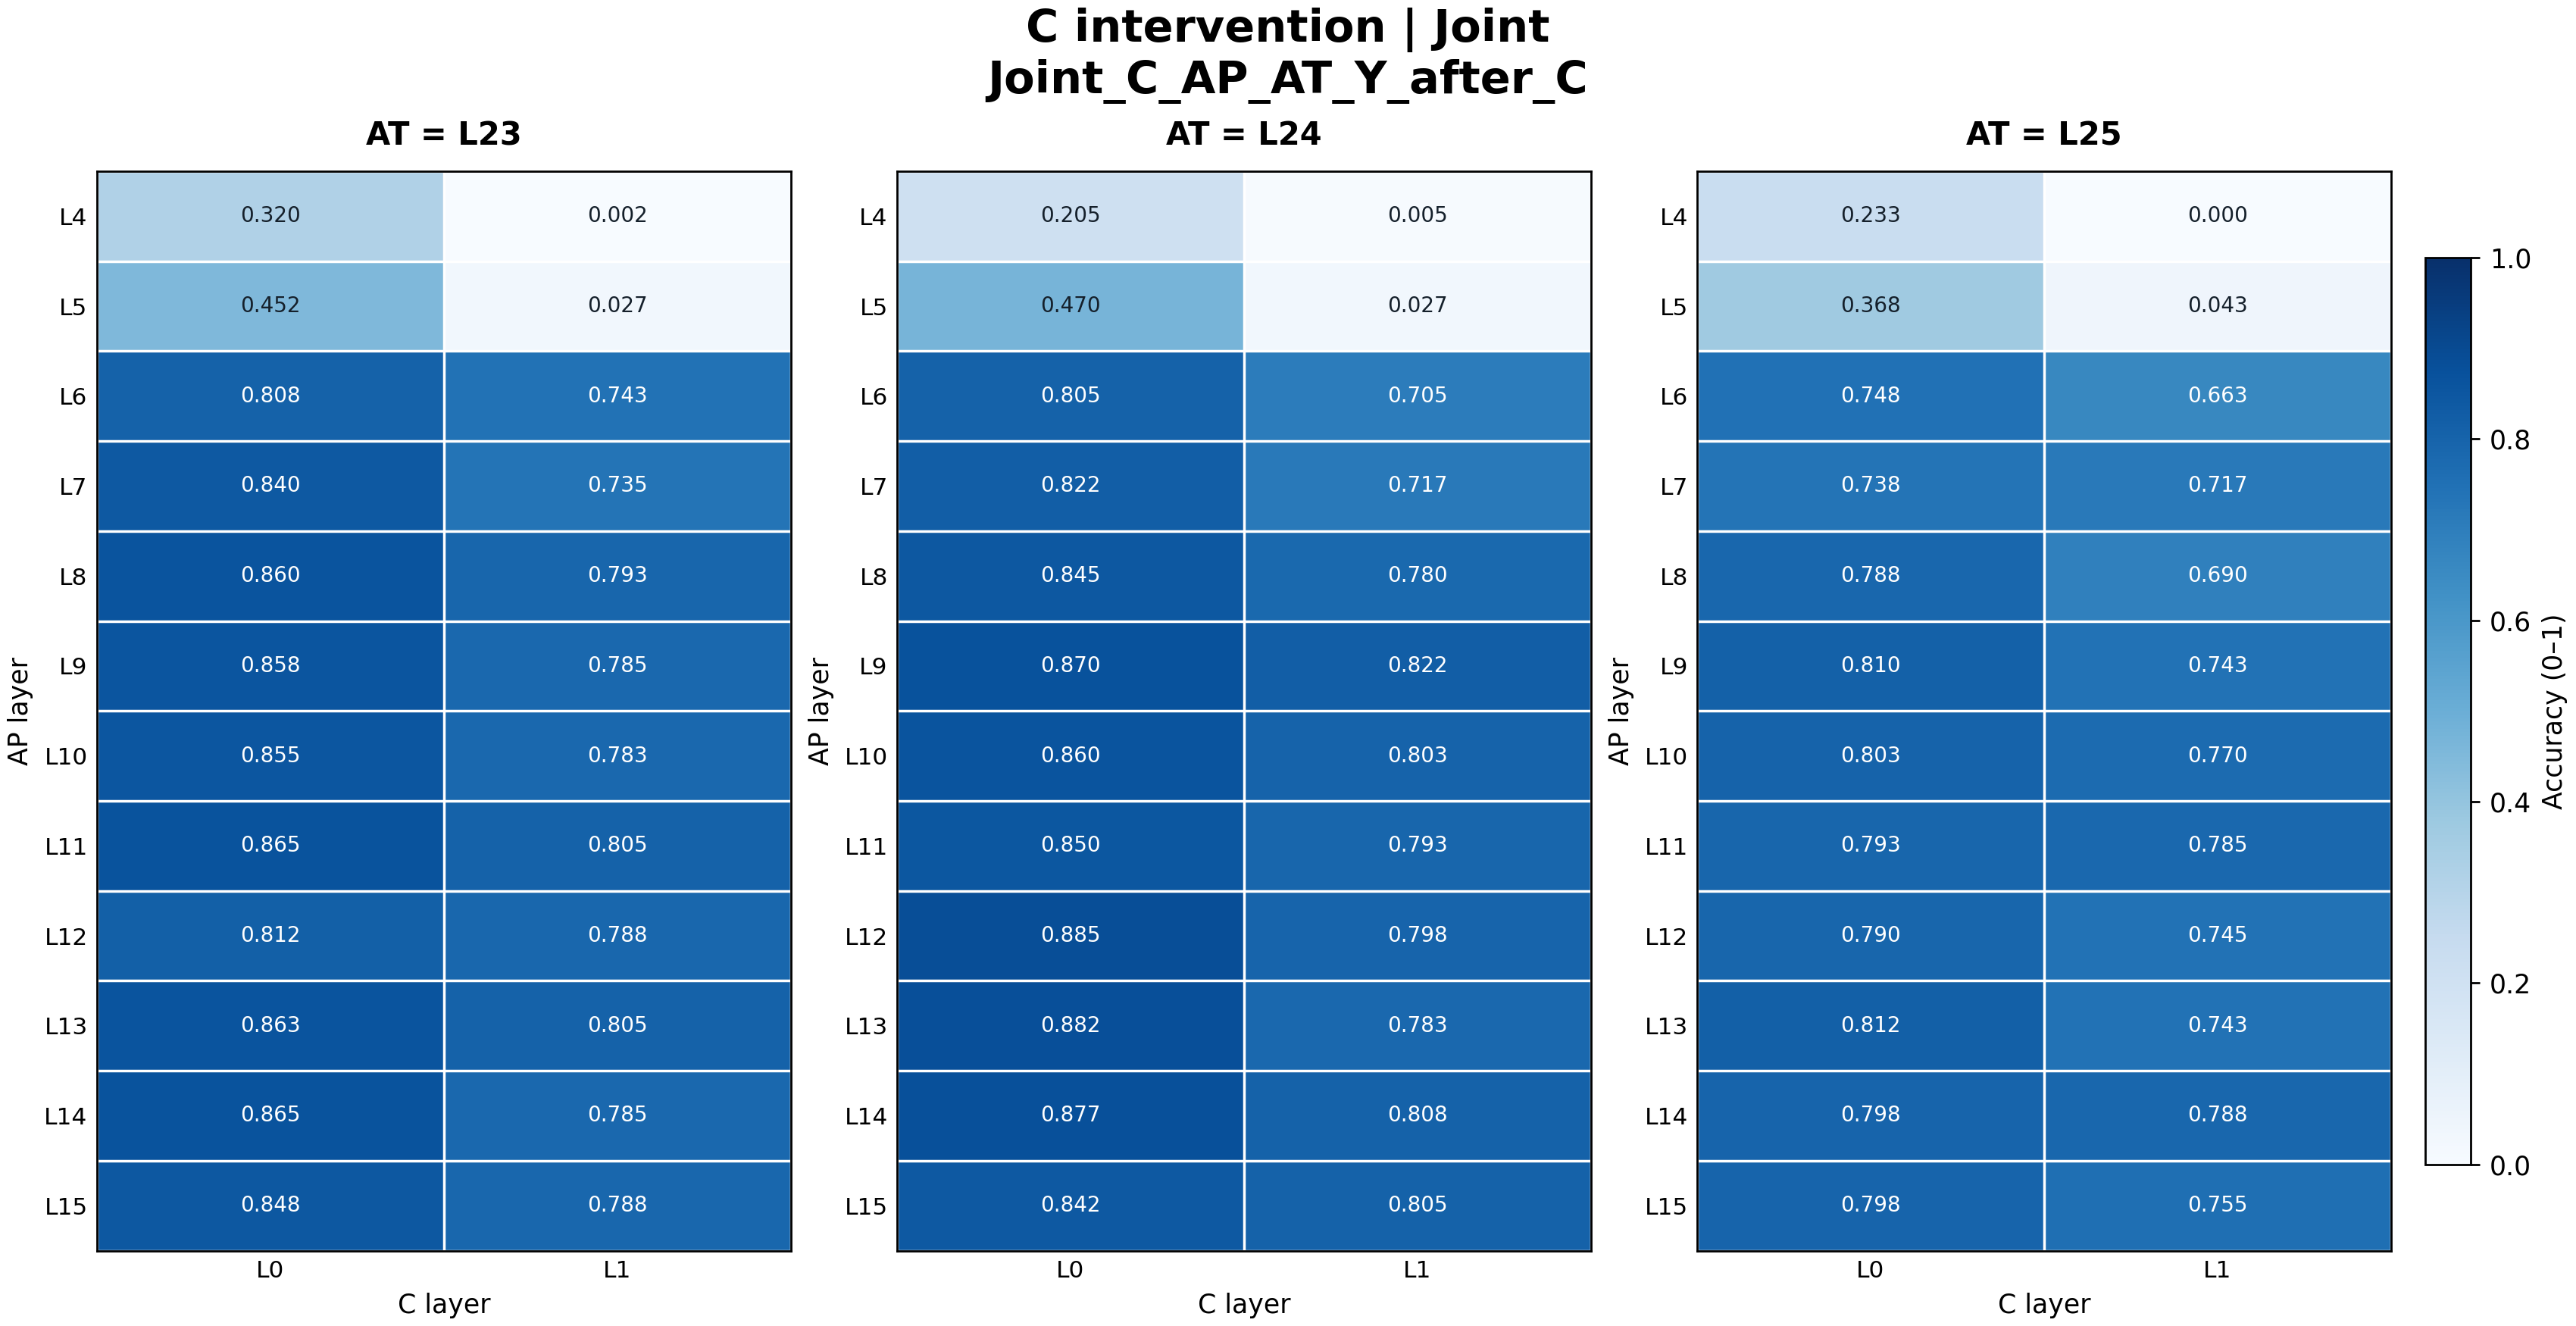 C intervention | Joint
Joint_C_AP_AT_Y_after_C
AT = L23
AP layer
L4 0.320 0.002
L5 0.452 0.027
L6 0.808 0.743
L7 0.840 0.735
L8 0.860 0.793
L9 0.858 0.785
L10 0.855 0.783
L11 0.865 0.805
L12 0.812 0.788
L13 0.863 0.805
L14 0.865 0.785
L15 0.848 0.788
L0 L1
C layer
AT = L24
AP layer
L4 0.205 0.005
L5 0.470 0.027
L6 0.805 0.705
L7 0.822 0.717
L8 0.845 0.780
L9 0.870 0.822
L10 0.860 0.803
L11 0.850 0.793
L12 0.885 0.798
L13 0.882 0.783
L14 0.877 0.808
L15 0.842 0.805
L0 L1
C layer
AT = L25
AP layer
L4 0.233 0.000
L5 0.368 0.043
L6 0.748 0.663
L7 0.738 0.717
L8 0.788 0.690
L9 0.810 0.743
L10 0.803 0.770
L11 0.793 0.785
L12 0.790 0.745
L13 0.812 0.743
L14 0.798 0.788
L15 0.798 0.755
L0 L1
C layer
1.0
0.8
0.6
0.4
0.2
0.0
Accuracy (0–1)